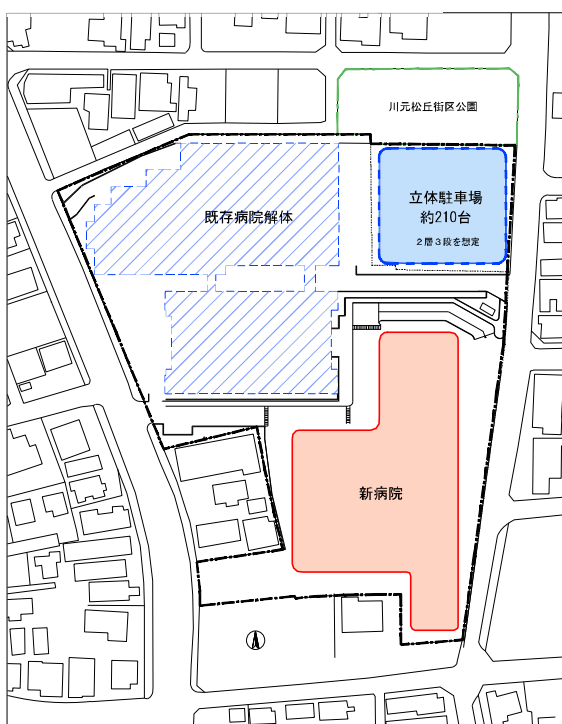 川元松丘街区公園
立体駐車場
約210台
2層3段を想定
既存病院解体
新病院